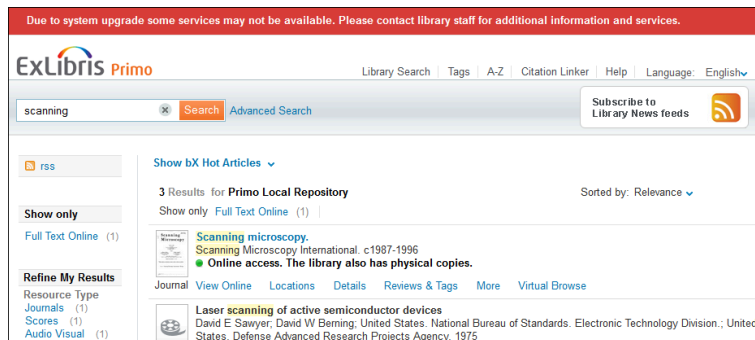 Due to system upgrade some services may not be available. Please contact library staff for additional information and services.
ExLibris Primo
Library Search Tags A-Z Citation Linker Help Language: English
scanning Search Advanced Search
Subscribe to
Library News feeds
rss
Show only
Full Text Online (1)
Refine My Results
Resource Type
Journals (1)
Scores (1)
Audio Visual (1)
Show bX Hot Articles
3 Results for Primo Local Repository Sorted by: Relevance
Show only Full Text Online (1)
Scanning microscopy.
Scanning Microscopy International. c1987-1996
Online access. The library also has physical copies.
Journal View Online Locations Details Reviews & Tags More Virtual Browse
Laser scanning of active semiconductor devices
David E Sawyer; David W Berning; United States. National Bureau of Standards. Electronic Technology Division.; United
States. Defense Advanced Research Projects Agency. 1975